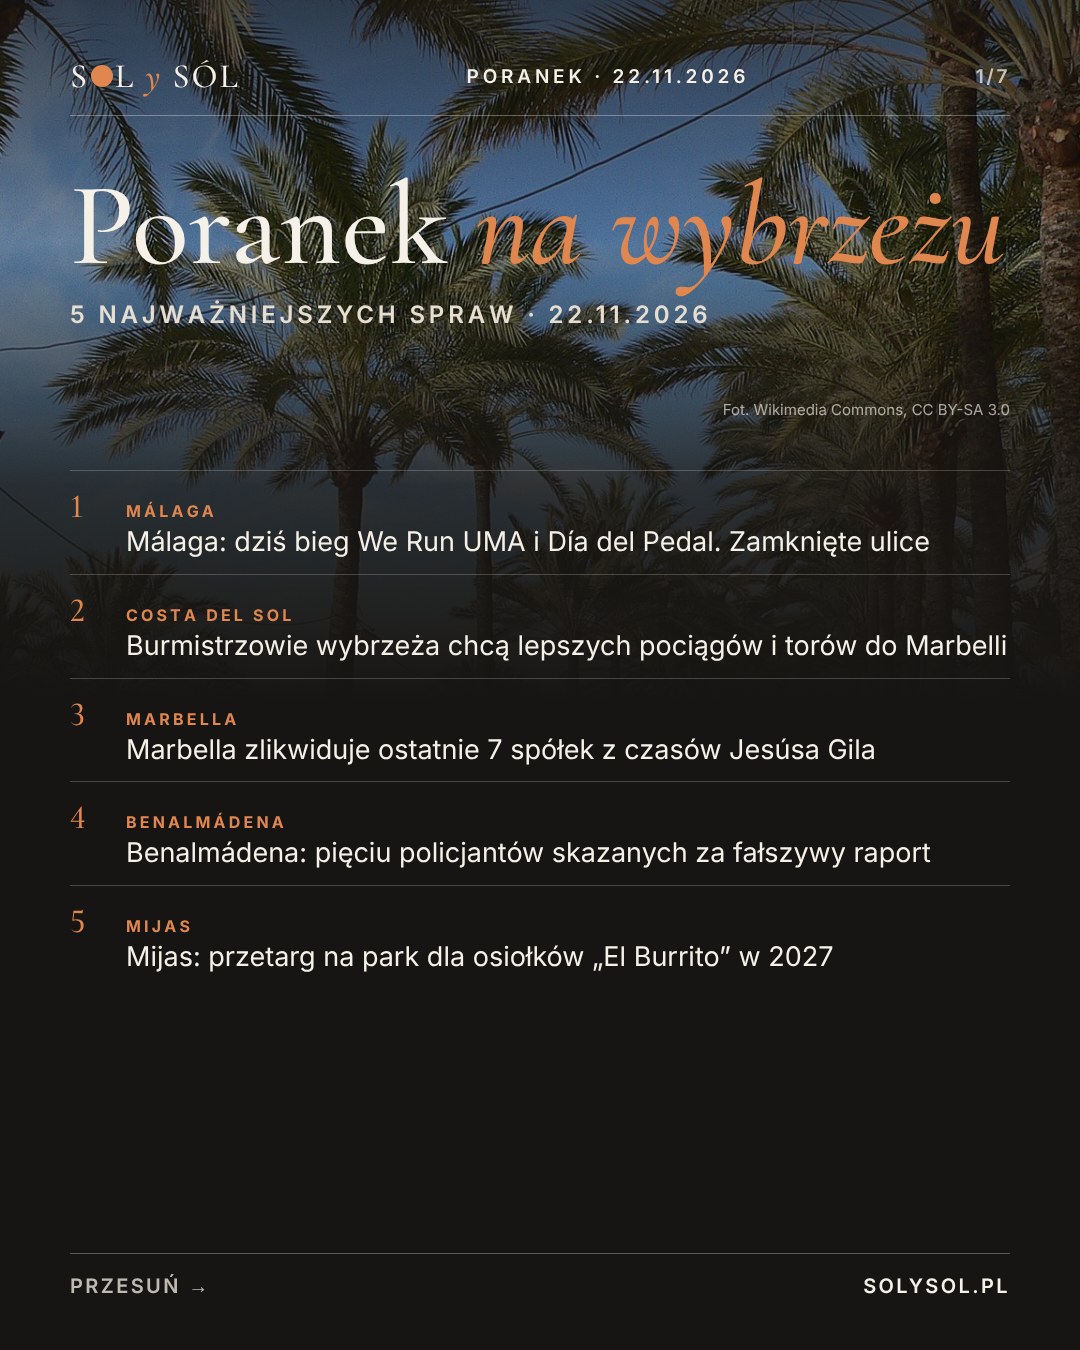 SOL y SÓL
PORANEK · 22.11.2026
1/7
Poranek na wybrzeżu
5 NAJWAŻNIEJSZYCH SPRAW · 22.11.2026
Fot. Wikimedia Commons, CC BY-SA 3.0
1 MÁLAGA
Málaga: dziś bieg We Run UMA i Día del Pedal. Zamknięte ulice
2 COSTA DEL SOL
Burmistrzowie wybrzeża chcą lepszych pociągów i torów do Marbelli
3 MARBELLA
Marbella zlikwiduje ostatnie 7 spółek z czasów Jesúsa Gila
4 BENALMÁDENA
Benalmádena: pięciu policjantów skazanych za fałszywy raport
5 MIJAS
Mijas: przetarg na park dla osiołków „El Burrito” w 2027
PRZESUŃ →
SOLYSOL.PL